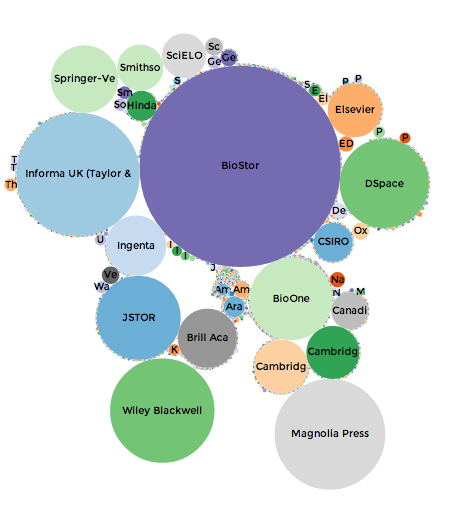 SciELO
Sc
Ge
Ge
Smithso
Springer-Ve
S
Sm
So
Hinda
S
E
El
P
P
Elsevier
P
P
ED
T
T
Th
Informa UK (Taylor &
BioStor
DSpace
De
U
Ingenta
I
I
I
CSIRO
Ox
J
Ve
Wa
Am
Am
Ara
BioOne
Na
N
M
Canadi
JSTOR
Brill Aca
K
Cambridg
Cambridg
Wiley Blackwell
Magnolia Press